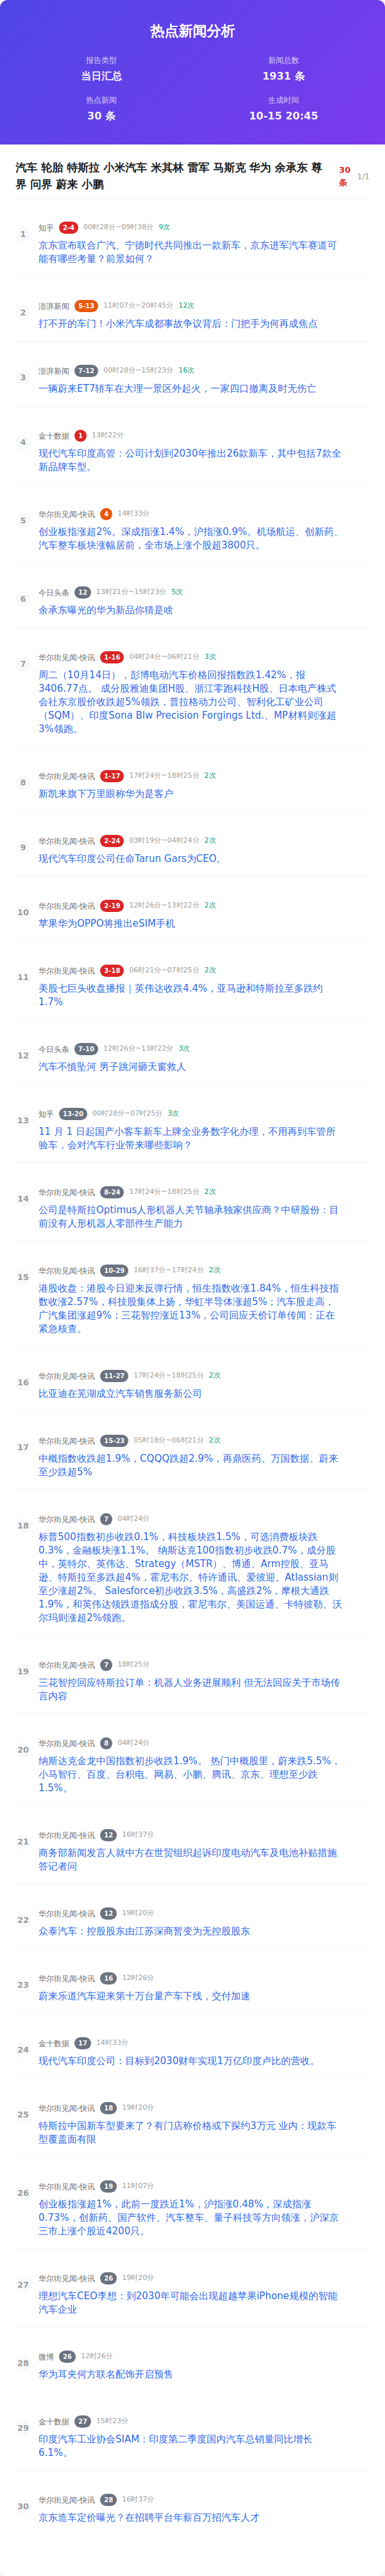 热点新闻分析
报告类型
当日汇总
新闻总数
1931 条
热点新闻
30 条
生成时间
10-15 20:45
汽车 轮胎 特斯拉 小米汽车 米其林 雷军 马斯克 华为 余承东 尊
界 问界 蔚来 小鹏
30
条
1/1
1
知乎 2-4 00时28分~09时38分 9次
京东宣布联合广汽、宁德时代共同推出一款新车，京东进军汽车赛道可
能有哪些考量？前景如何？
2
澎湃新闻 5-13 11时07分~20时45分 12次
打不开的车门！小米汽车成都事故争议背后：门把手为何再成焦点
3
澎湃新闻 7-12 00时28分~15时23分 16次
一辆蔚来ET7轿车在大理一景区外起火，一家四口撤离及时无伤亡
4
金十数据 1 13时22分
现代汽车印度高管：公司计划到2030年推出26款新车，其中包括7款全
新品牌车型。
5
华尔街见闻-快讯 4 14时33分
创业板指涨超2%。深成指涨1.4%，沪指涨0.9%。机场航运、创新药、
汽车整车板块涨幅居前，全市场上涨个股超3800只。
6
今日头条 12 13时21分~15时23分 5次
余承东曝光的华为新品你猜是啥
7
华尔街见闻-快讯 1-16 04时24分~06时21分 3次
周二（10月14日），彭博电动汽车价格回报指数跌1.42%，报
3406.77点。 成分股雅迪集团H股、浙江零跑科技H股、日本电产株式
会社东京股价收跌超5%领跌，普拉格动力公司、智利化工矿业公司
（SQM）、印度Sona Blw Precision Forgings Ltd.、MP材料则涨超
3%领跑。
8
华尔街见闻-快讯 1-17 17时24分~18时25分 2次
新凯来旗下万里眼称华为是客户
9
华尔街见闻-快讯 2-24 03时19分~04时24分 2次
现代汽车印度公司任命Tarun Gars为CEO。
10
华尔街见闻-快讯 2-19 12时26分~13时22分 2次
苹果华为OPPO将推出eSIM手机
11
华尔街见闻-快讯 3-18 06时21分~07时25分 2次
美股七巨头收盘播报｜英伟达收跌4.4%，亚马逊和特斯拉至多跌约
1.7%
12
今日头条 7-10 12时26分~13时22分 3次
汽车不慎坠河 男子跳河砸天窗救人
13
知乎 13-20 00时28分~07时25分 3次
11 月 1 日起国产小客车新车上牌全业务数字化办理，不用再到车管所
验车，会对汽车行业带来哪些影响？
14
华尔街见闻-快讯 8-24 17时24分~18时25分 2次
公司是特斯拉Optimus人形机器人关节轴承独家供应商？中研股份：目
前没有人形机器人零部件生产能力
15
华尔街见闻-快讯 10-29 16时37分~17时24分 2次
港股收盘：港股今日迎来反弹行情，恒生指数收涨1.84%，恒生科技指
数收涨2.57%，科技股集体上扬，华虹半导体涨超5%；汽车股走高，
广汽集团涨超9%；三花智控涨近13%，公司回应天价订单传闻：正在
紧急核查。
16
华尔街见闻-快讯 11-27 17时24分~18时25分 2次
比亚迪在芜湖成立汽车销售服务新公司
17
华尔街见闻-快讯 15-23 05时18分~06时21分 2次
中概指数收跌超1.9%，CQQQ跌超2.9%，再鼎医药、万国数据、蔚来
至少跌超5%
18
华尔街见闻-快讯 7 04时24分
标普500指数初步收跌0.1%，科技板块跌1.5%，可选消费板块跌
0.3%，金融板块涨1.1%。 纳斯达克100指数初步收跌0.7%，成分股
中，英特尔、英伟达、Strategy（MSTR）、博通、Arm控股、亚马
逊、特斯拉至多跌超4%，霍尼韦尔、特许通讯、爱彼迎、Atlassian则
至少涨超2%。 Salesforce初步收跌3.5%，高盛跌2%，摩根大通跌
1.9%，和英伟达领跌道指成分股，霍尼韦尔、美国运通、卡特彼勒、沃
尔玛则涨超2%领跑。
19
华尔街见闻-快讯 7 18时25分
三花智控回应特斯拉订单：机器人业务进展顺利 但无法回应关于市场传
言内容
20
华尔街见闻-快讯 8 04时24分
纳斯达克金龙中国指数初步收跌1.9%。 热门中概股里，蔚来跌5.5%，
小马智行、百度、台积电、网易、小鹏、腾讯、京东、理想至少跌
1.5%。
21
华尔街见闻-快讯 12 16时37分
商务部新闻发言人就中方在世贸组织起诉印度电动汽车及电池补贴措施
答记者问
22
华尔街见闻-快讯 12 19时20分
众泰汽车：控股股东由江苏深商暂变为无控股股东
23
华尔街见闻-快讯 16 12时26分
蔚来乐道汽车迎来第十万台量产车下线，交付加速
24
金十数据 17 14时33分
现代汽车印度公司：目标到2030财年实现1万亿印度卢比的营收。
25
华尔街见闻-快讯 18 19时20分
特斯拉中国新车型要来了？有门店称价格或下探约3万元 业内：现款车
型覆盖面有限
26
华尔街见闻-快讯 19 11时07分
创业板指涨超1%，此前一度跌近1%，沪指涨0.48%，深成指涨
0.73%，创新药、国产软件、汽车整车、量子科技等方向领涨，沪深京
三市上涨个股近4200只。
27
华尔街见闻-快讯 26 19时20分
理想汽车CEO李想：到2030年可能会出现超越苹果iPhone规模的智能
汽车企业
28
微博 26 12时26分
华为耳夹何方联名配饰开启预售
29
金十数据 27 15时23分
印度汽车工业协会SIAM：印度第二季度国内汽车总销量同比增长
6.1%。
30
华尔街见闻-快讯 28 16时37分
京东造车定价曝光？在招聘平台年薪百万招汽车人才